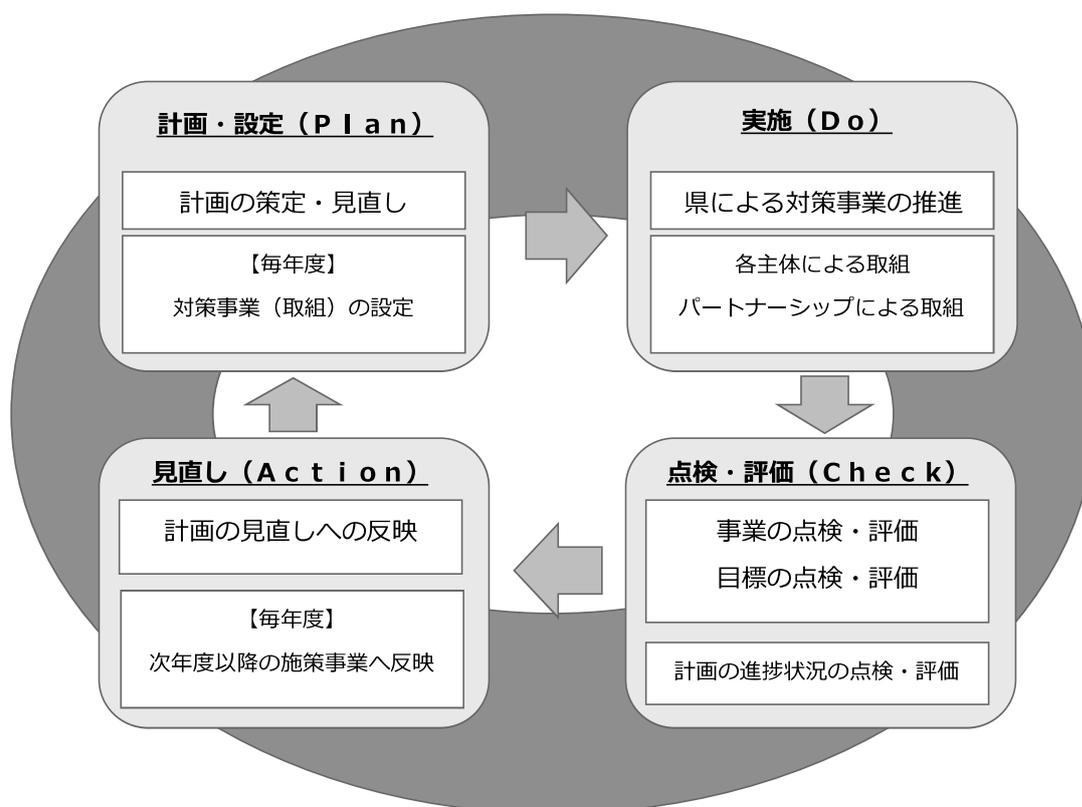 計画・設定（Ｐｌａｎ）
計画の策定・見直し
【毎年度】
対策事業（取組）の設定
実施（Ｄｏ）
県による対策事業の推進
各主体による取組
パートナーシップによる取組
点検・評価（Ｃｈｅｃｋ）
事業の点検・評価
目標の点検・評価
計画の進捗状況の点検・評価
見直し（Ａｃｔｉｏｎ）
計画の見直しへの反映
【毎年度】
次年度以降の施策事業へ反映